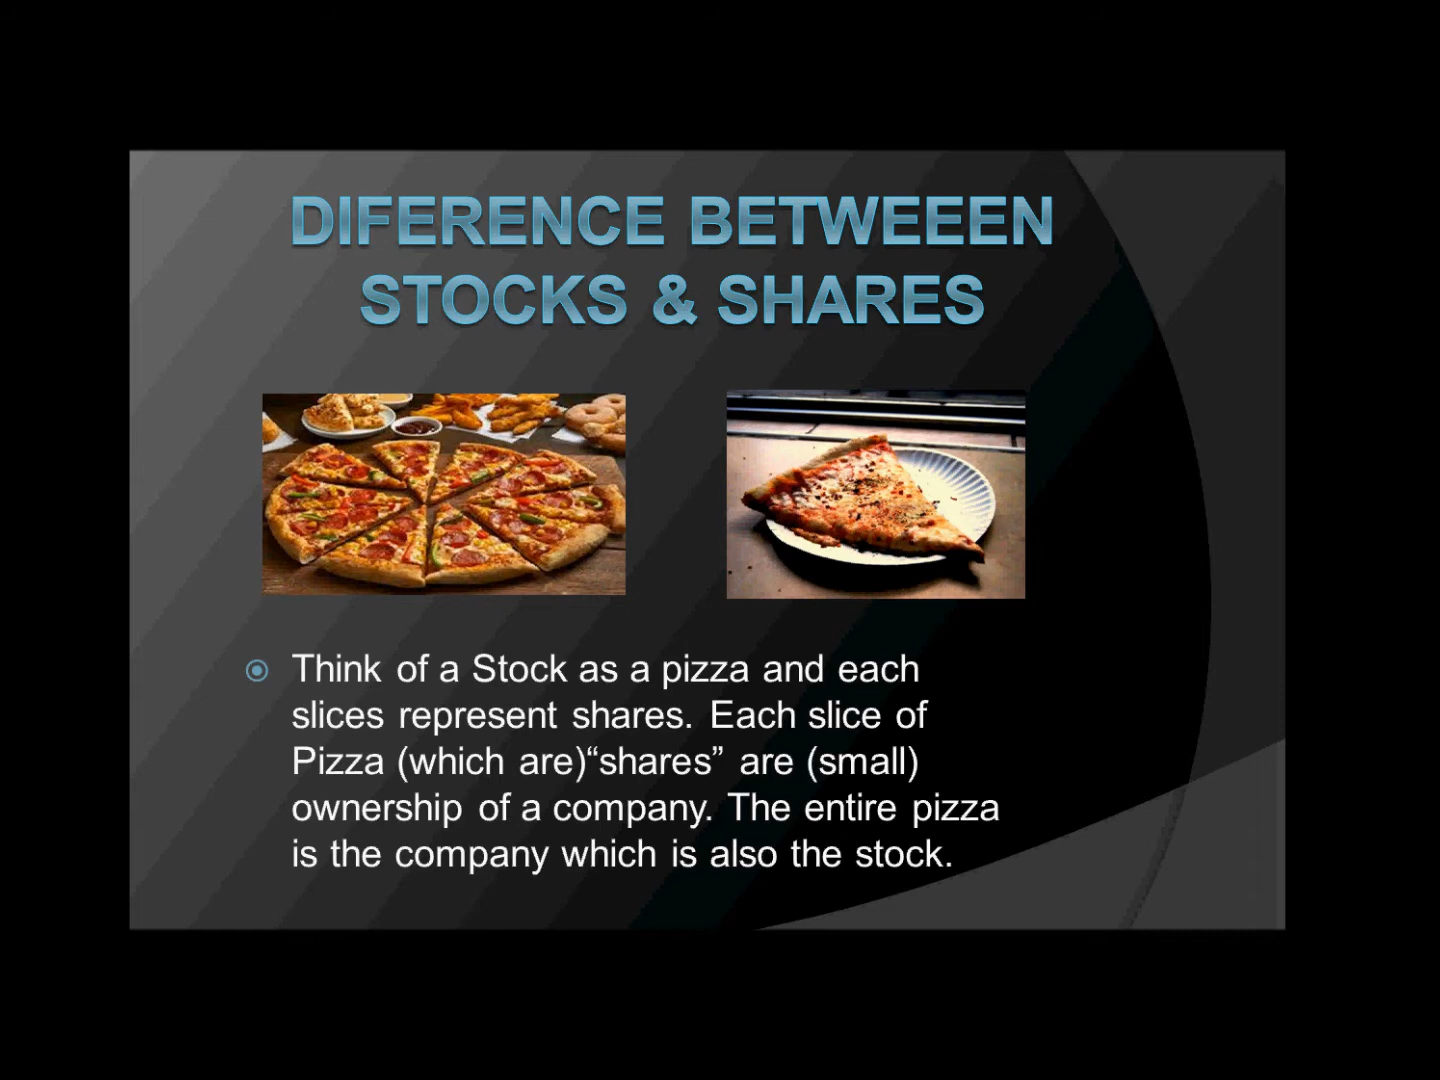 DIFERENCE BETWEEEN
STOCKS & SHARES
Think of a Stock as a pizza and each
slices represent shares. Each slice of
Pizza (which are)“shares” are (small)
ownership of a company. The entire pizza
is the company which is also the stock.